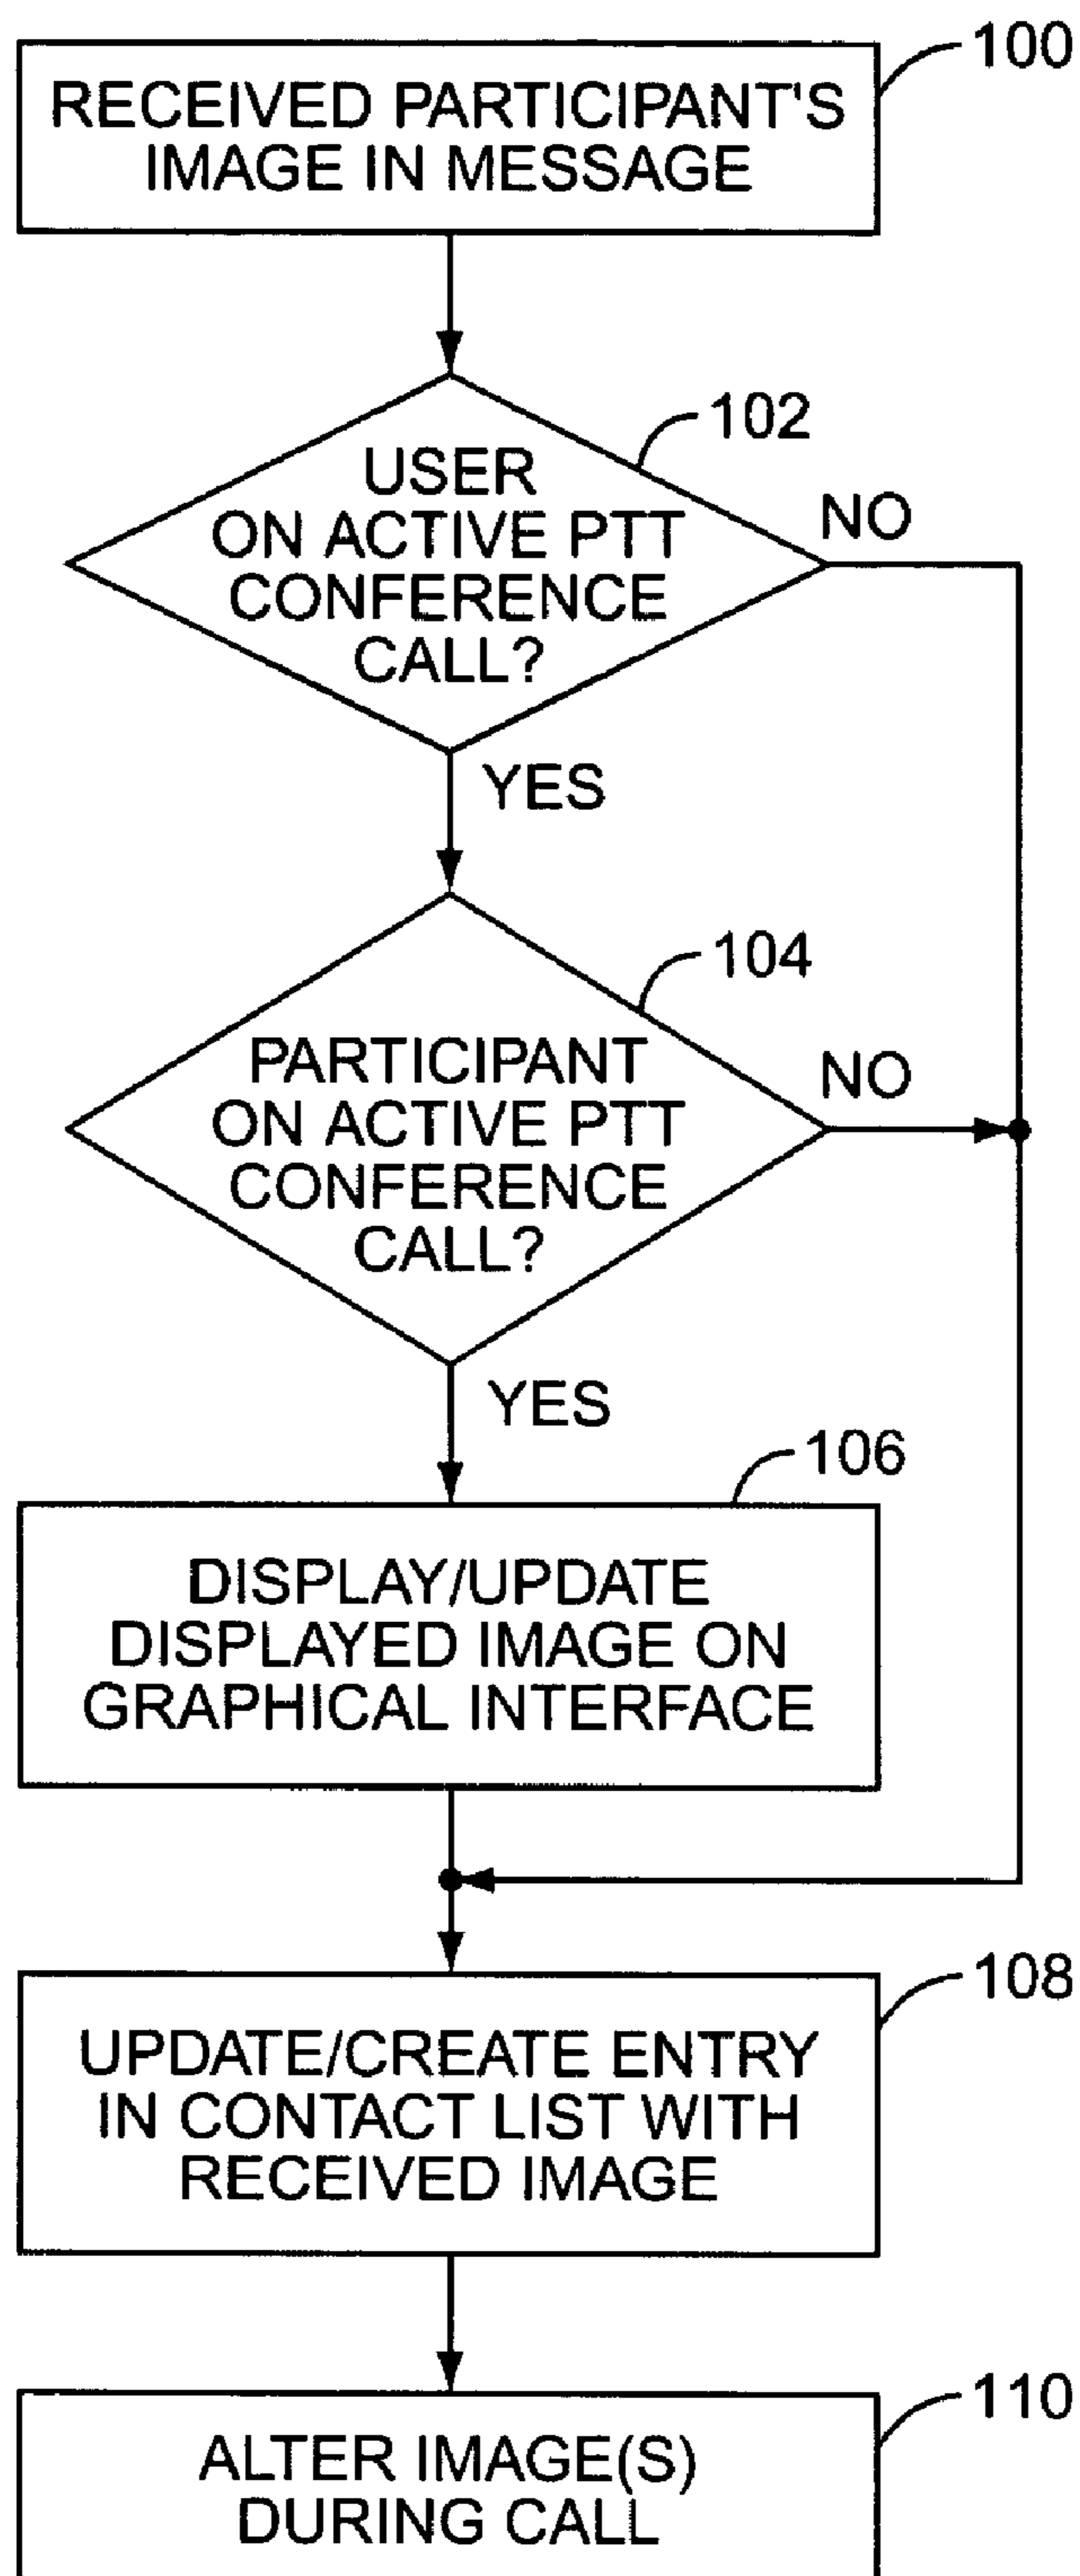 100
RECEIVED PARTICIPANT'S
IMAGE IN MESSAGE
102
USER
ON ACTIVE PTT
CONFERENCE
CALL?
NO
YES
104
PARTICIPANT
ON ACTIVE PTT
CONFERENCE
CALL?
NO
YES
106
DISPLAY/UPDATE
DISPLAYED IMAGE ON
GRAPHICAL INTERFACE
108
UPDATE/CREATE ENTRY
IN CONTACT LIST WITH
RECEIVED IMAGE
110
ALTER IMAGE(S)
DURING CALL